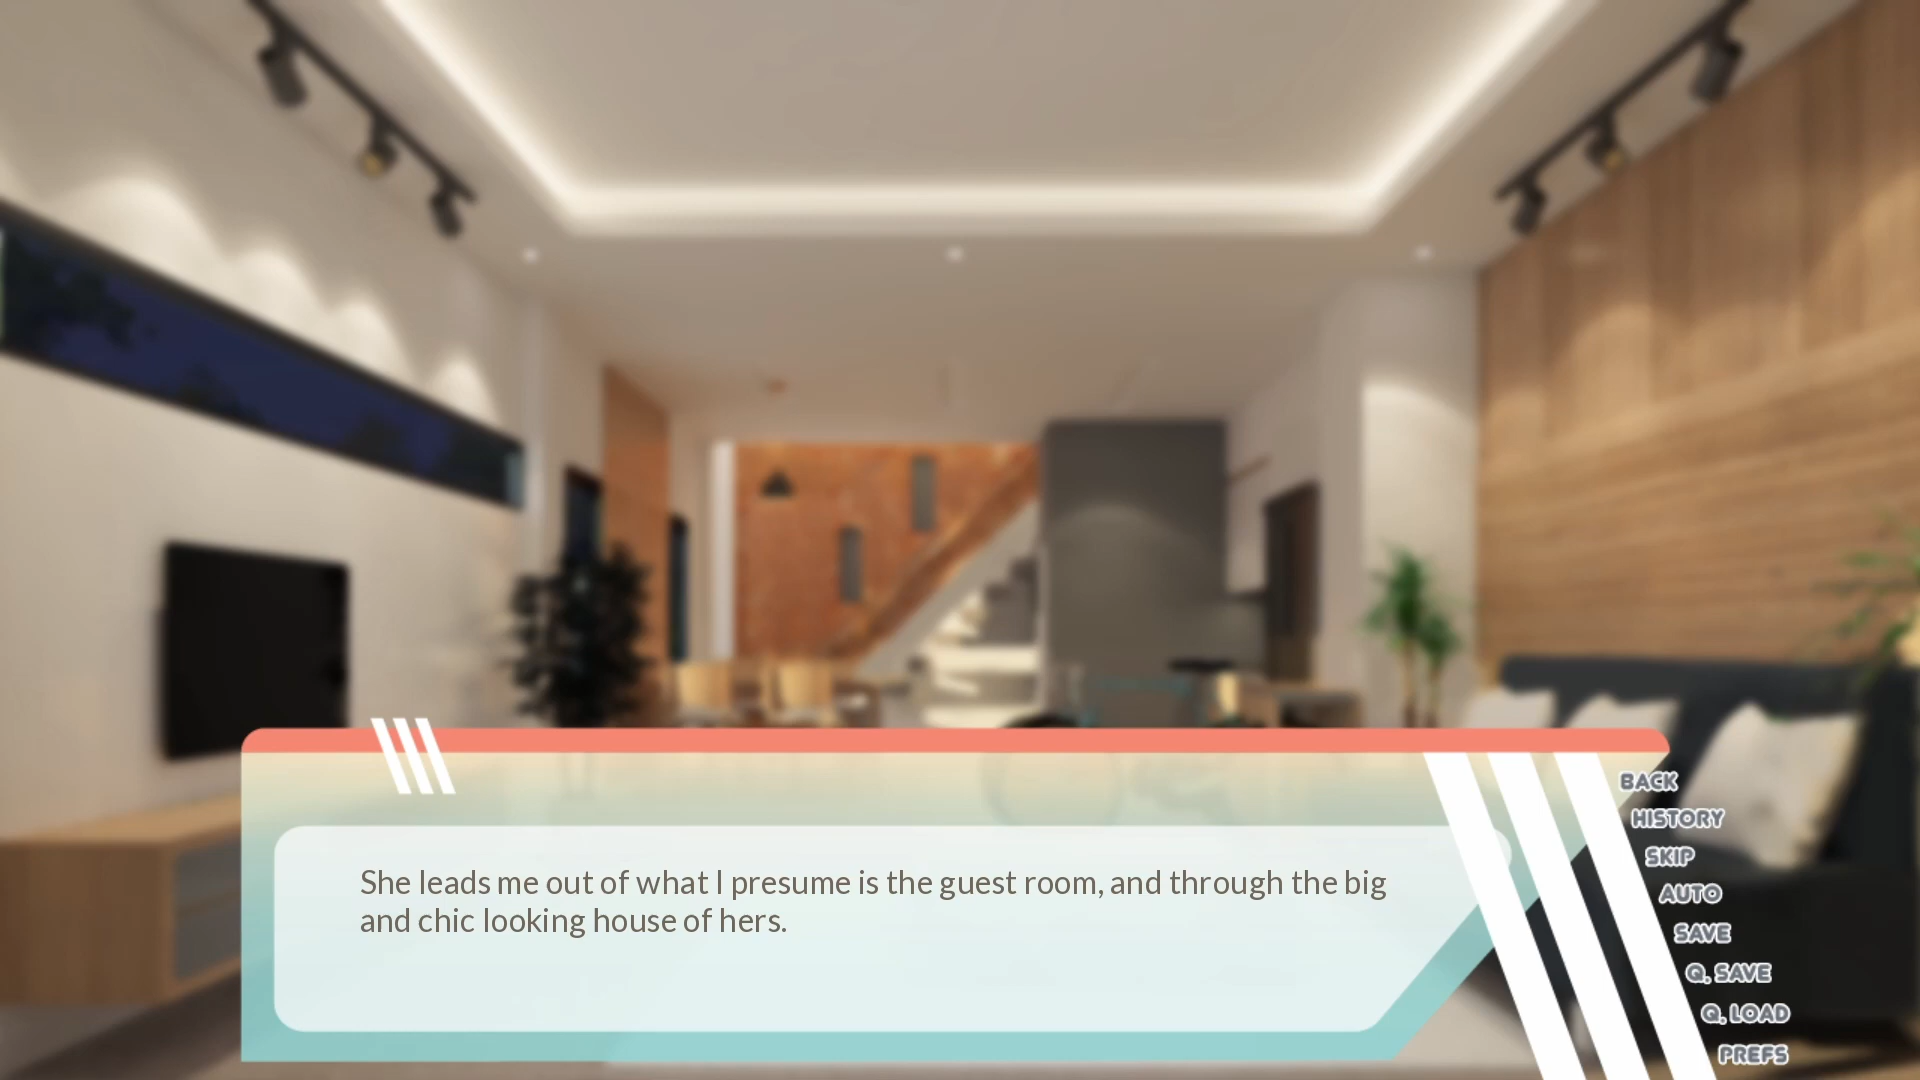 She leads me out of what I presume is the guest room, and through the big
and chic looking house of hers.
BACK
HISTORY
SKIP
AUTO
SAVE
Q. SAVE
Q. LOAD
PREFS